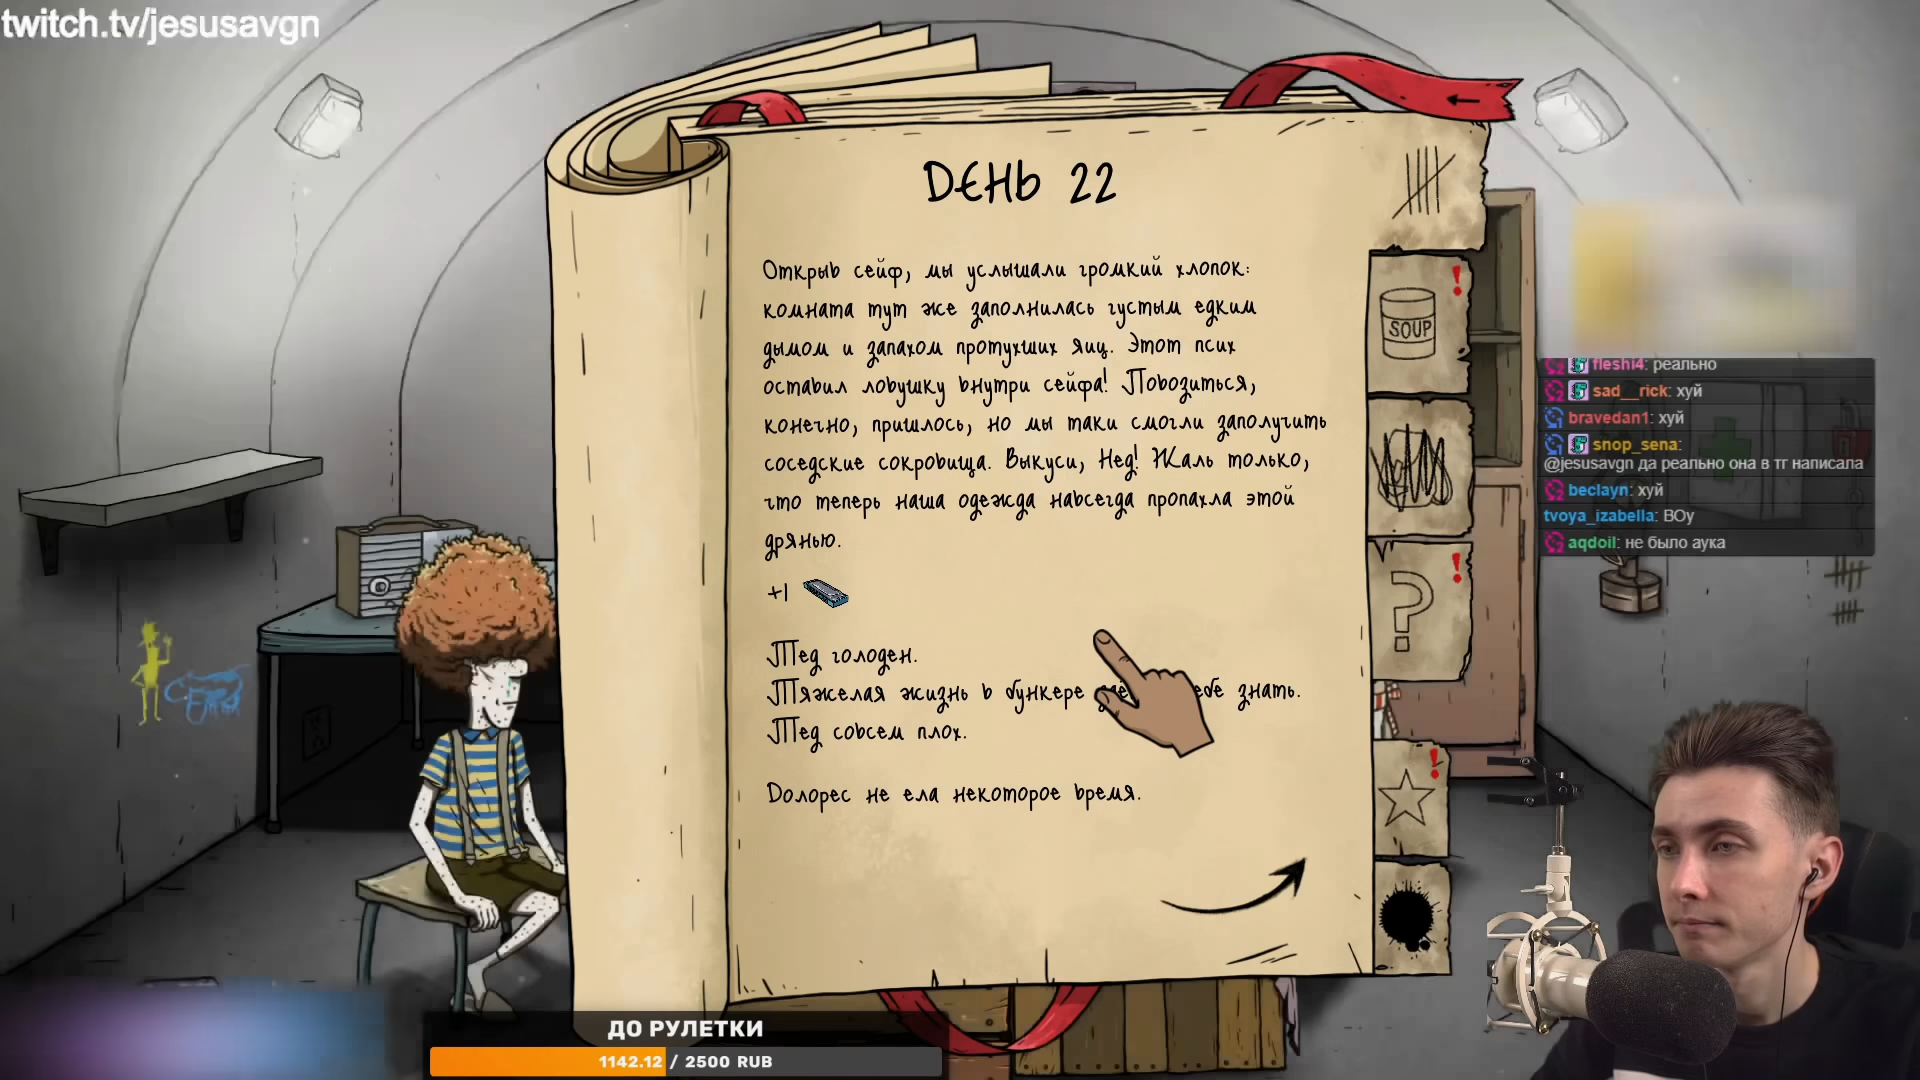 twitch.tv/jesusavgn
ДЕНЬ 22
Открыв сейф, мы услышали громкий хлопок:
комната тут же заполнилась густым едким
дымом и запахом протухших яиц. Этот псих
оставил ловушку внутри сейфа! Повозиться,
конечно, пришлось, но мы таки смогли заполучить
соседские сокровища. Выкуси, Нед! Жаль только,
что теперь наша одежда навсегда пропахла этой
дрянью.
+1
Тед голоден.
Тяжелая жизнь в бункере знать.
Тед совсем плох.
Долорес не ела некоторое время.
!
SOUP
!
?
!
fleshi4: реально
sad__rick: хуй
bravedan1: хуй
snop_sena:
@jesusavgn да реально она в тг написала
beclayn: хуй
tvoya_izabella: ВОу
aqdoil: не было аука
ДО РУЛЕТКИ
1142.12 / 2500 RUB